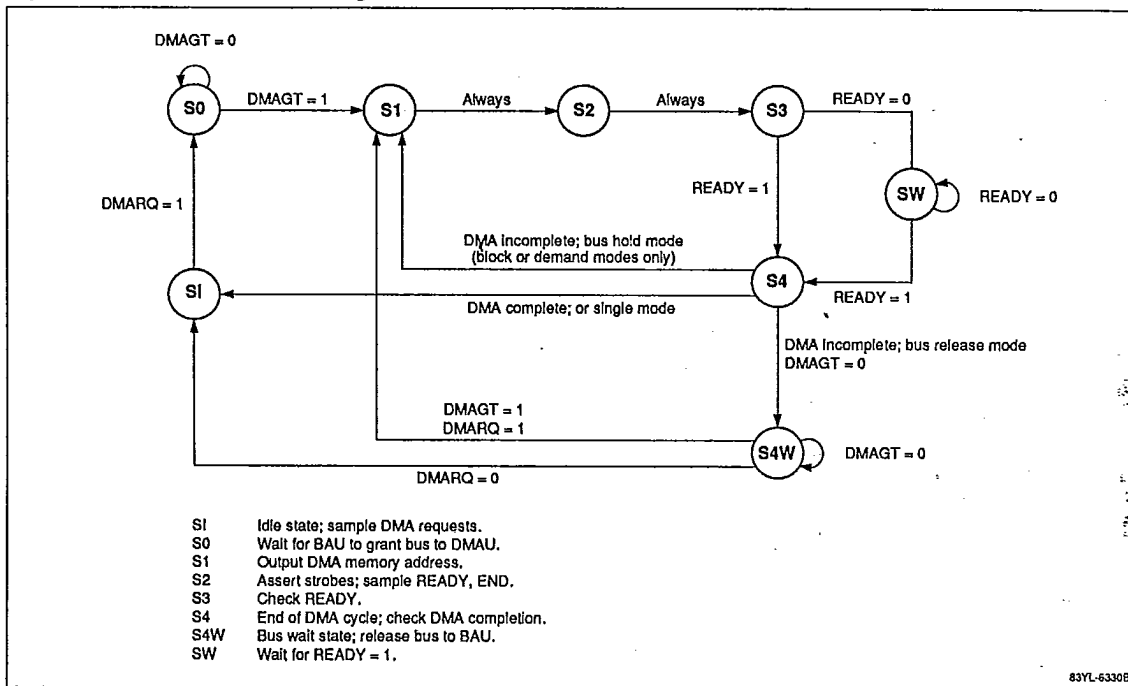 DMAGT = 0
S0
DMAGT = 1
S1
Always
S2
Always
S3
READY = 0
DMARQ = 1
READY = 1
SW
READY = 0
DMA Incomplete; bus hold mode
(block or demand modes only)
SI
S4
READY = 1
DMA complete; or single mode
DMA Incomplete; bus release mode
DMAGT = 0
DMAGT = 1
DMARQ = 1
S4W
DMAGT = 0
DMARQ = 0
SI Idle state; sample DMA requests.
S0 Wait for BAU to grant bus to DMAU.
S1 Output DMA memory address.
S2 Assert strobes; sample READY, END.
S3 Check READY.
S4 End of DMA cycle; check DMA completion.
S4W Bus wait state; release bus to BAU.
SW Wait for READY = 1.
83YL-6330B